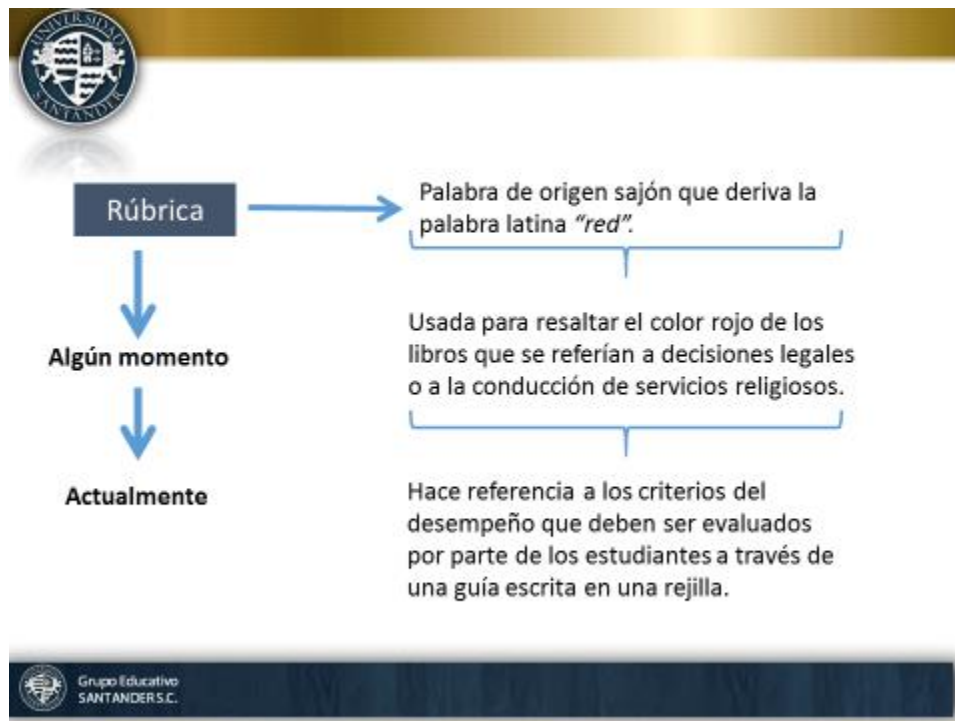 UNIVERSIDAD
SANTANDER
Rúbrica
Palabra de origen sajón que deriva la
palabra latina “red”.
Algún momento
Usada para resaltar el color rojo de los
libros que se referían a decisiones legales
o a la conducción de servicios religiosos.
Actualmente
Hace referencia a los criterios del
desempeño que deben ser evaluados
por parte de los estudiantes a través de
una guía escrita en una rejilla.
Grupo Educativo
SANTANDER S.C.